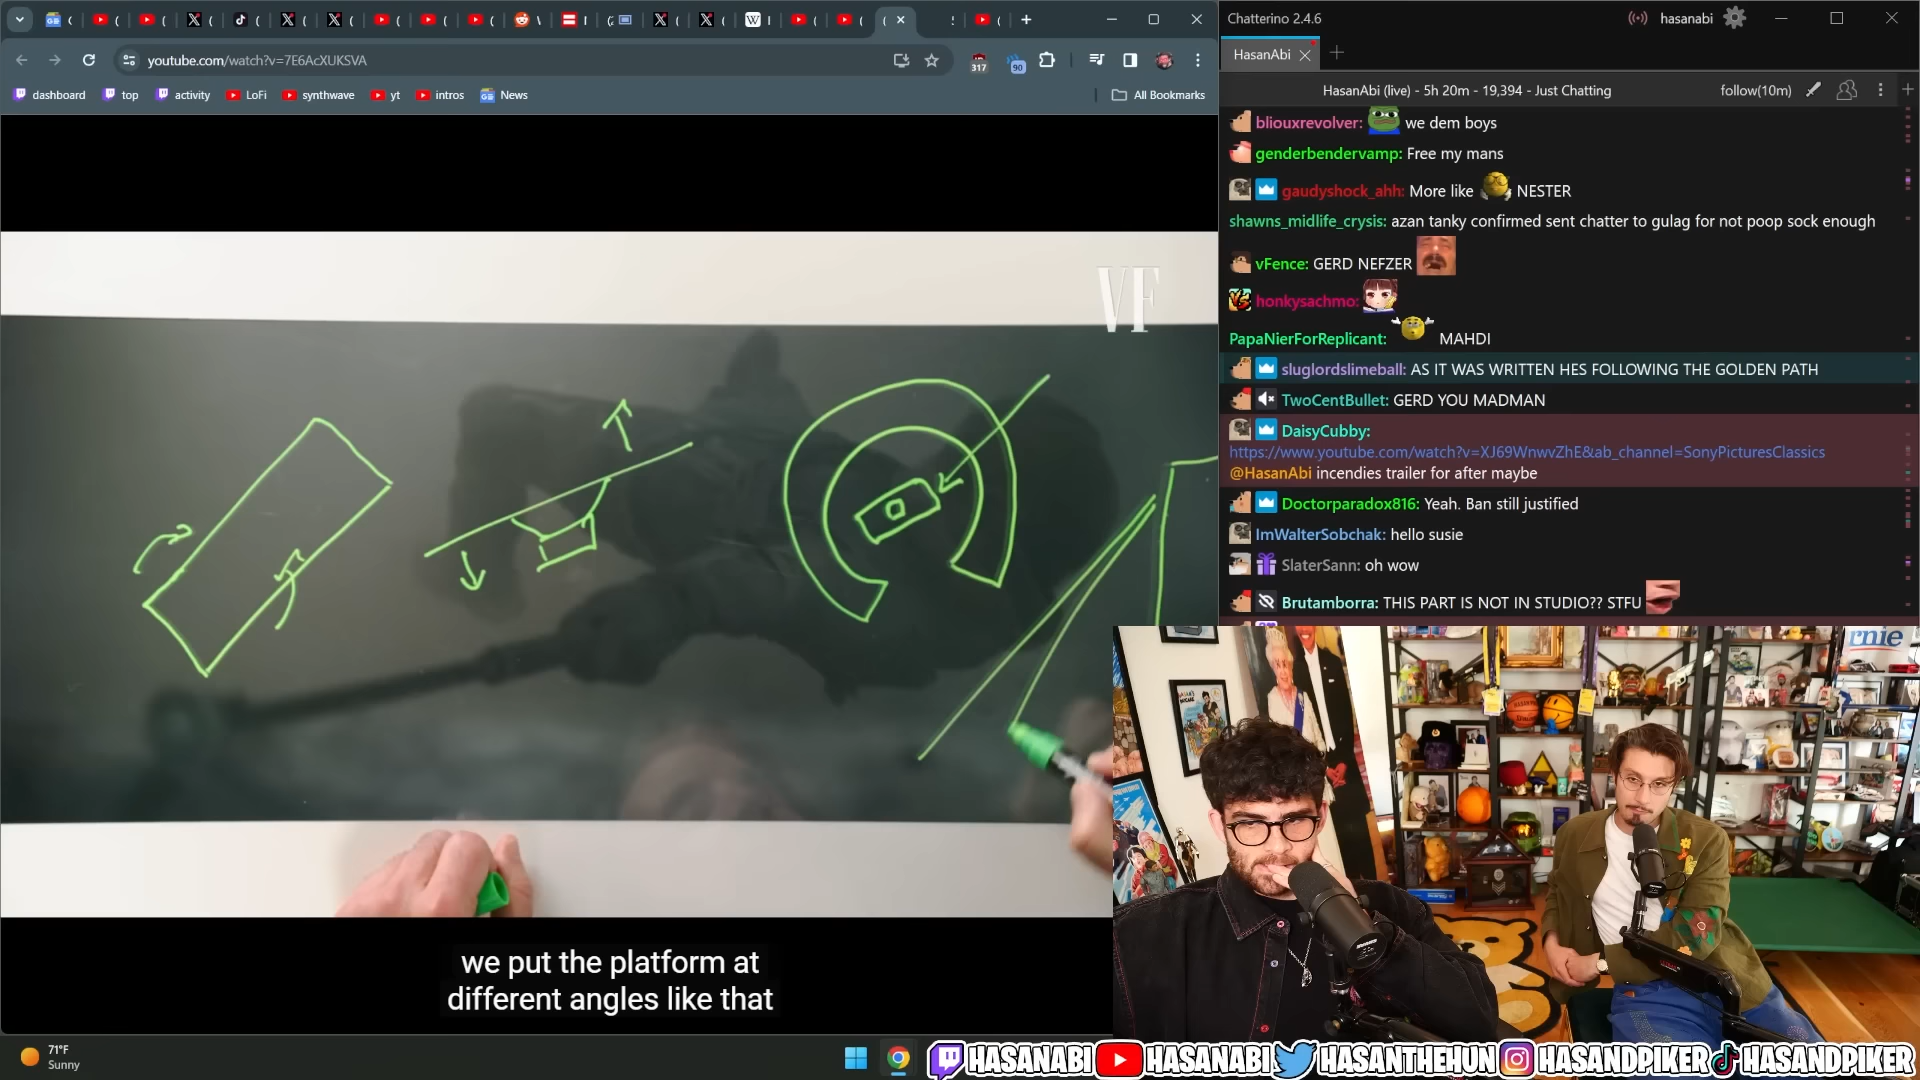 youtube.com/watch?v=7E6AcXUKSVA
317
90
dashboard
top
activity
LoFi
synthwave
yt
intros
News
All Bookmarks
VF
we put the platform at
different angles like that
71°F
Sunny
Chatterino 2.4.6
hasanabi
HasanAbi
HasanAbi (live) - 5h 20m - 19,394 - Just Chatting
follow(10m)
bliouxrevolver: we dem boys
genderbendervamp: Free my mans
gaudyshock_ahh: More like NESTER
shawns_midlife_crysis: azan tanky confirmed sent chatter to gulag for not poop sock enough
vFence: GERD NEFZER
honkysachmo:
PapaNierForReplicant: MAHDI
sluglordslimeball: AS IT WAS WRITTEN HES FOLLOWING THE GOLDEN PATH
TwoCentBullet: GERD YOU MADMAN
DaisyCubby:
https://www.youtube.com/watch?v=XJ69WnwvZhE&ab_channel=SonyPicturesClassics
@HasanAbi incendies trailer for after maybe
Doctorparadox816: Yeah. Ban still justified
ImWalterSobchak: hello susie
SlaterSann: oh wow
Brutamborra: THIS PART IS NOT IN STUDIO?? STFU
rnie
HASANABI HASANABI HASANTHEHUN HASANDPIKER HASANDPIKER